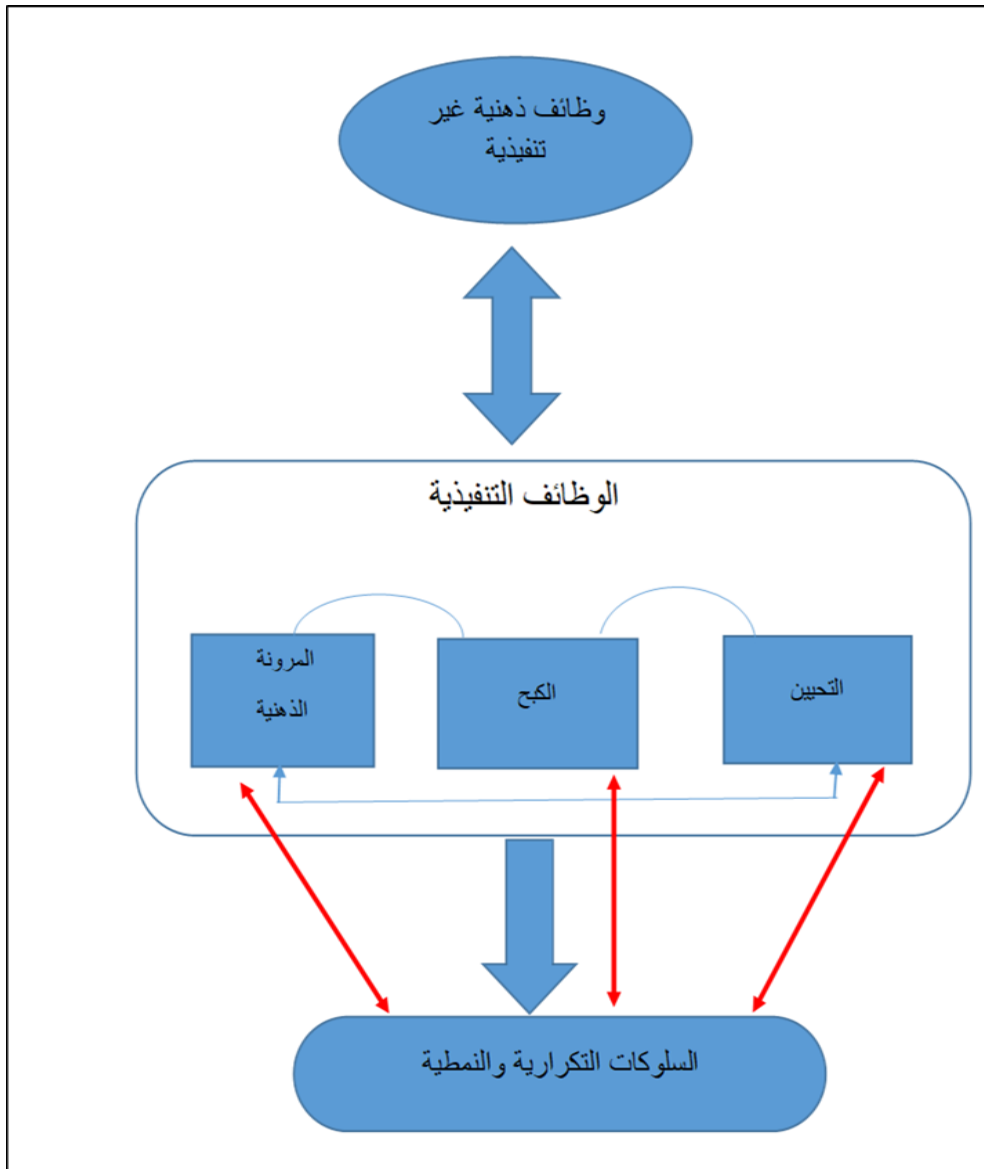 وظائف ذهنية غير
تنفيذية
الوظائف التنفيذية
التحيين
الكبح
المرونة
الذهنية
السلوكات التكرارية والنمطية